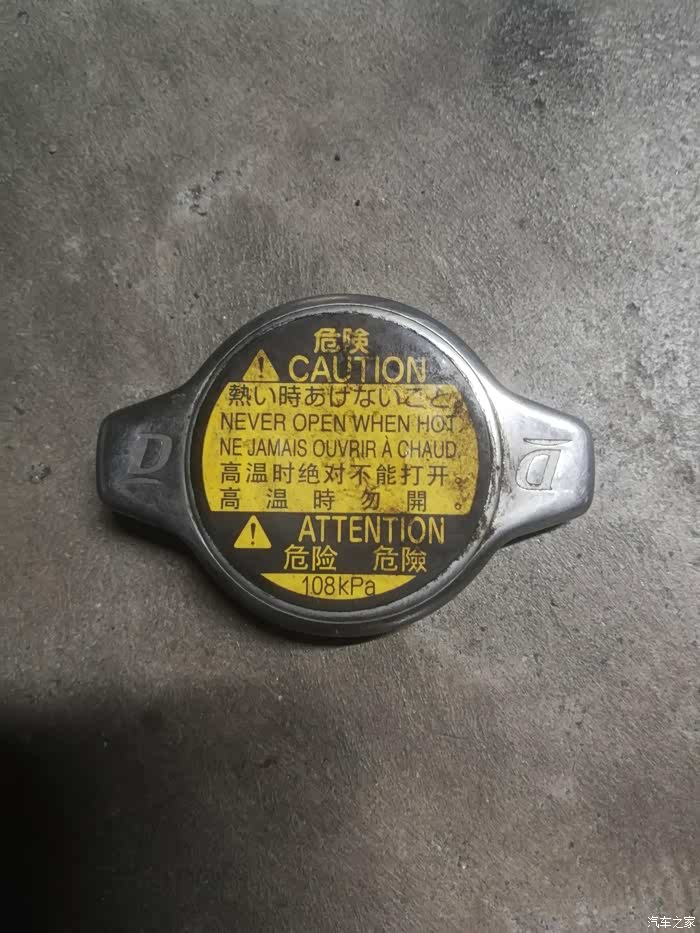 危険
CAUTION
熱い時あけないこと
NEVER OPEN WHEN HOT.
NE JAMAIS OUVRIR À CHAUD.
高温时绝对不能打开。
高温時勿開。
ATTENTION
危险 危險
108kPa
D
D
汽车之家